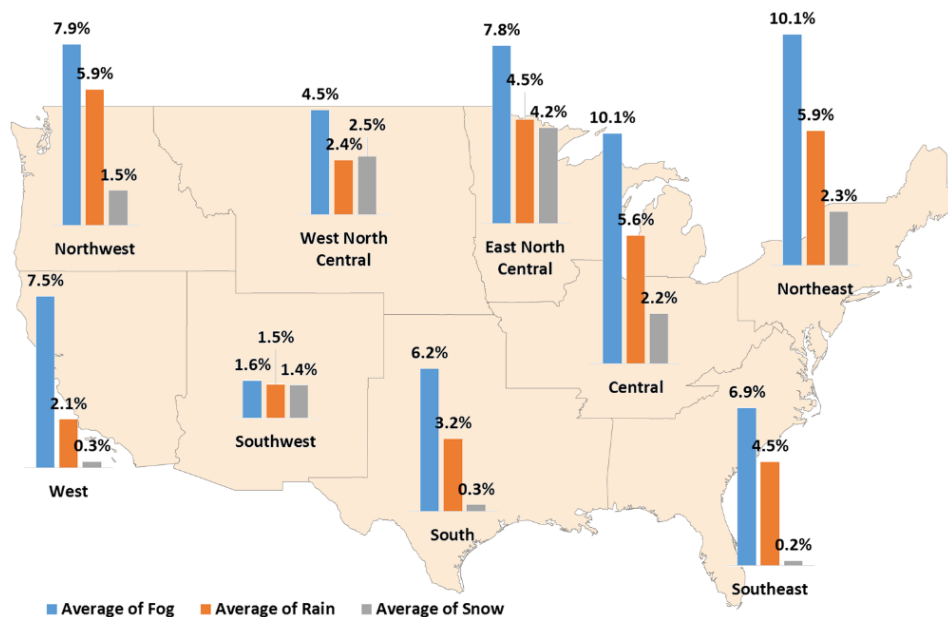 7.9%
5.9%
1.5%
Northwest
4.5%
2.4%
2.5%
West North
Central
7.8%
4.5%
4.2%
East North
Central
10.1%
5.6%
2.2%
Central
10.1%
5.9%
2.3%
Northeast
7.5%
2.1%
0.3%
West
1.6%
1.5%
1.4%
Southwest
6.2%
3.2%
0.3%
South
6.9%
4.5%
0.2%
Southeast
Average of Fog
Average of Rain
Average of Snow